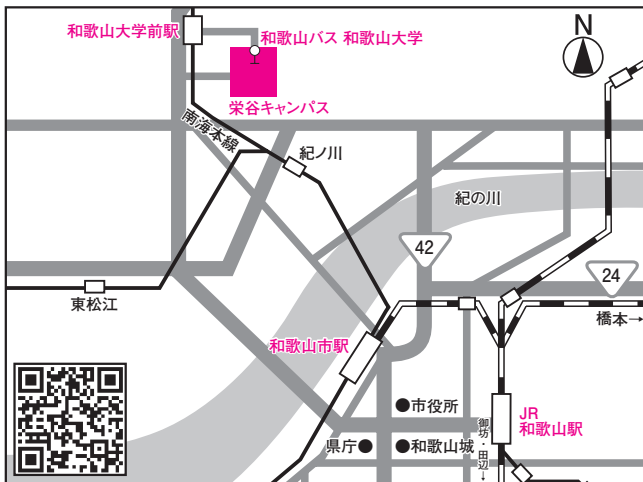 和歌山大学前駅
和歌山バス 和歌山大学
N
栄谷キャンパス
南海本線
紀ノ川
紀の川
42
24
東松江
橋本→
和歌山市駅
●市役所
JR
和歌山駅
県庁●
●和歌山城
御坊・田辺→